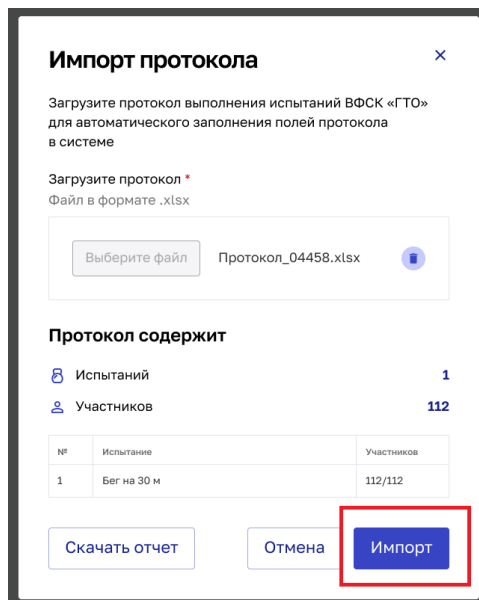 Импорт протокола
Загрузите протокол выполнения испытаний ВФСК «ГТО»
для автоматического заполнения полей протокола
в системе
Загрузите протокол *
Файл в формате .xlsx
Выберите файл Протокол_04458.xlsx
Протокол содержит
Испытаний 1
Участников 112
№ Испытание Участников
1 Бег на 30 м 112/112
Скачать отчет Отмена Импорт